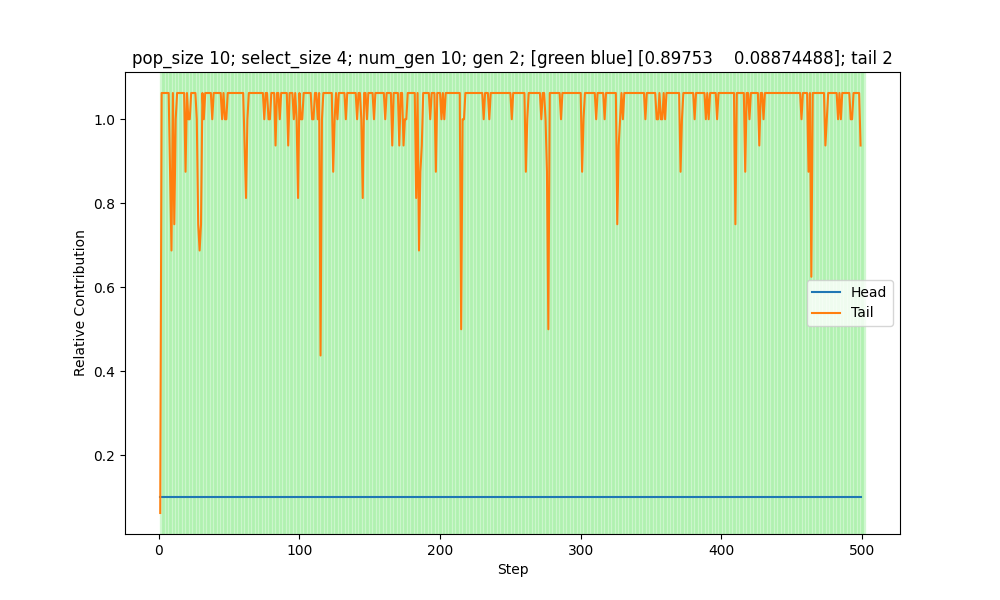 pop_size 10; select_size 4; num_gen 10; gen 2; [green blue] [0.89753    0.08874488]; tail 2
1.0
0.8
0.6
0.4
0.2
Relative Contribution
Head
Tail
0 100 200 300 400 500
Step